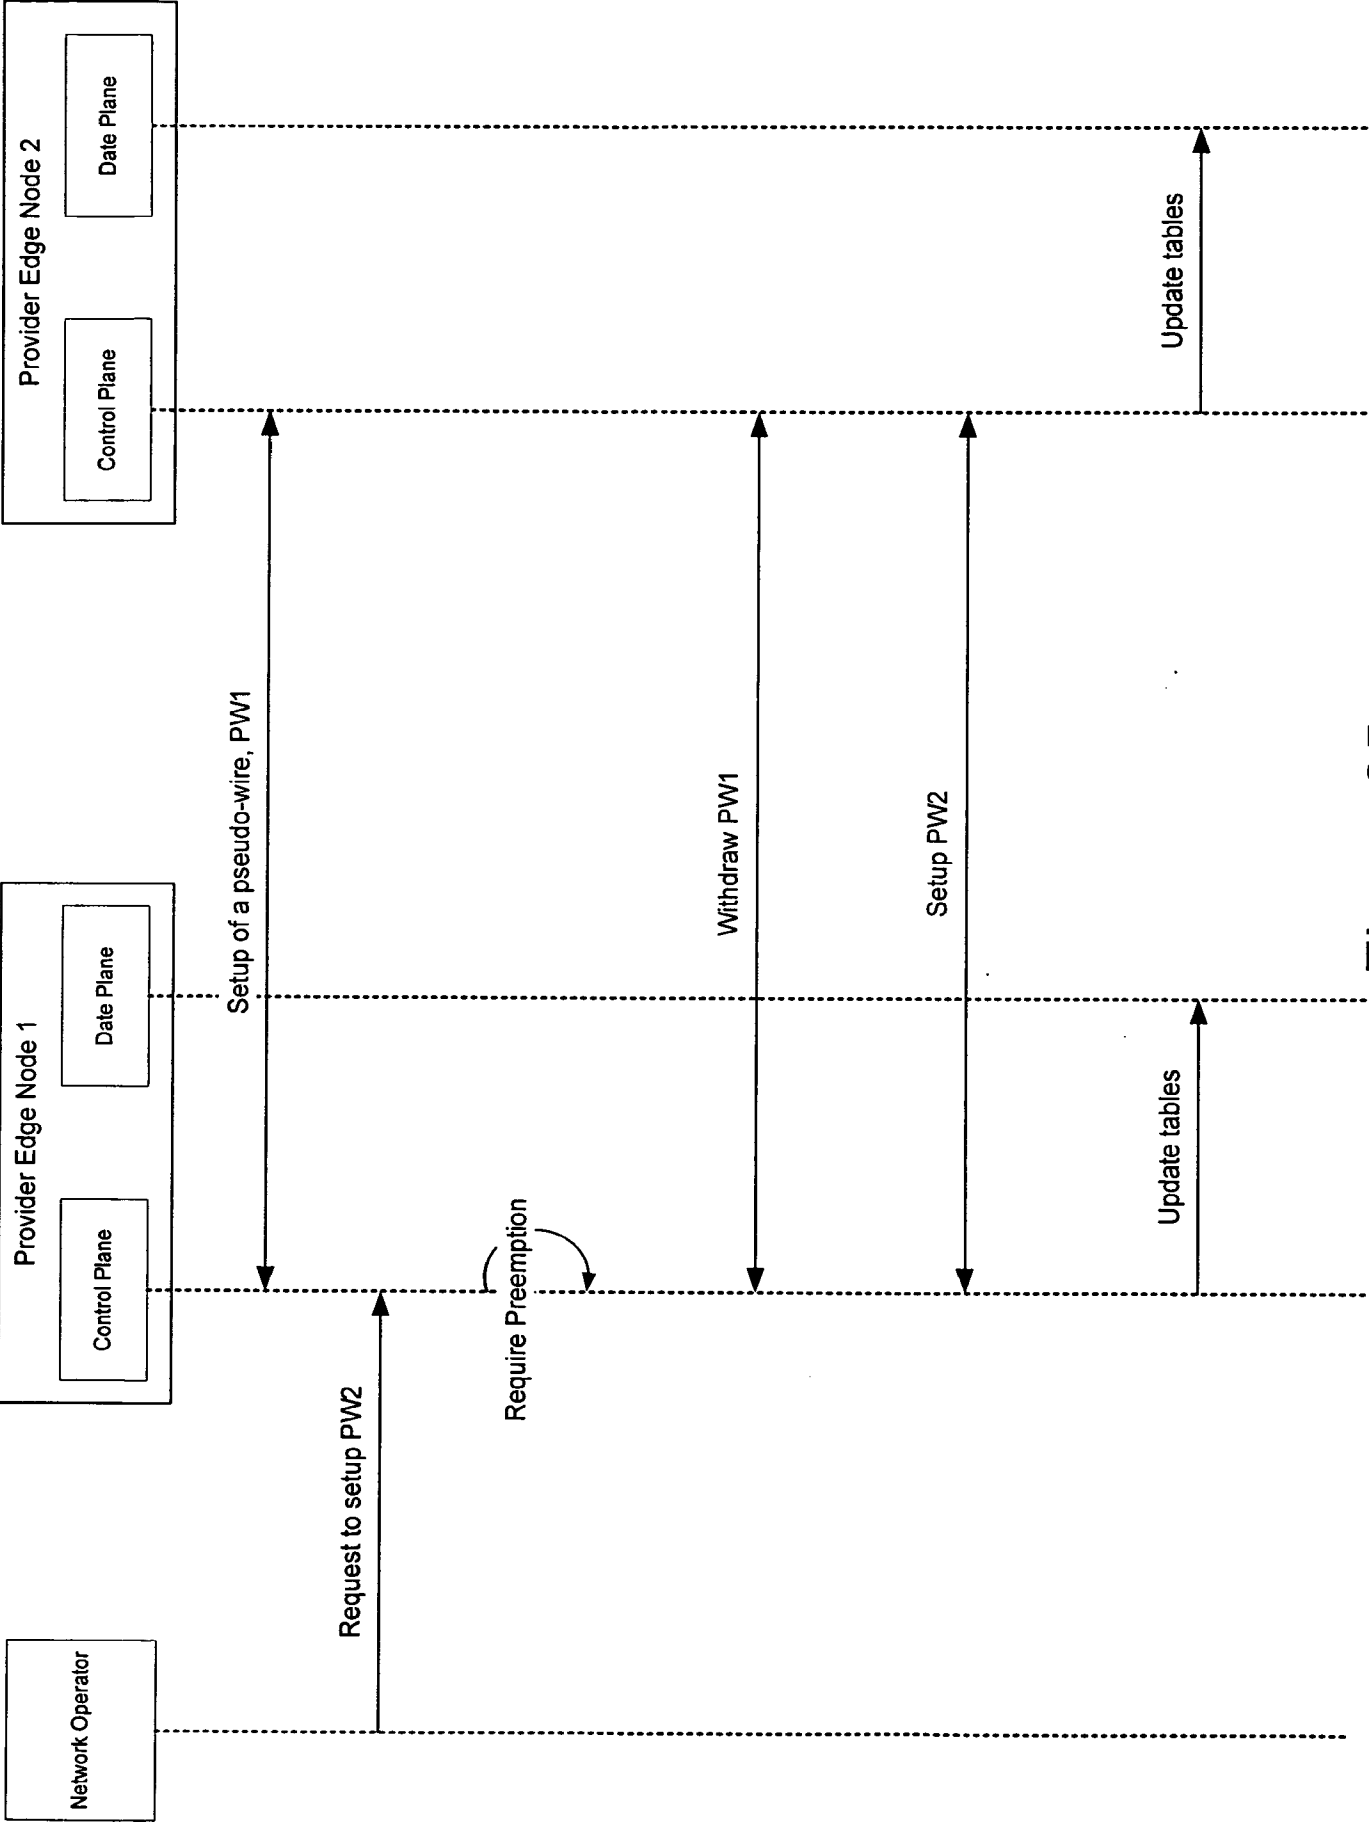 Network Operator
Provider Edge Node 1
Control Plane
Date Plane
Provider Edge Node 2
Control Plane
Date Plane
Setup of a pseudo-wire, PW1
Request to setup PW2
Require Preemption
Withdraw PW1
Setup PW2
Update tables
Update tables